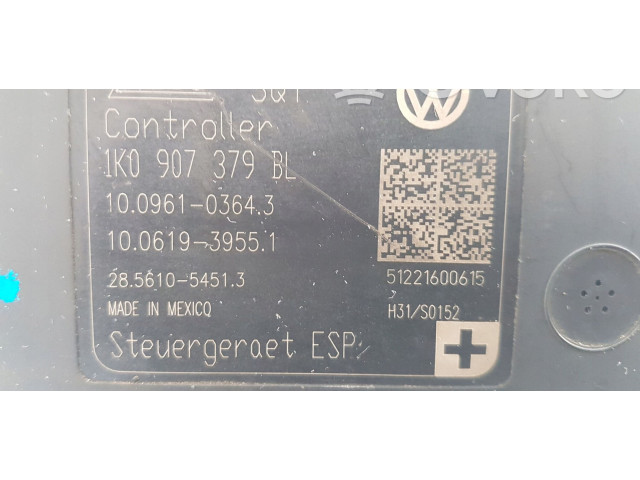 Controller
1K0 907 379 BL
10.0961-0364.3
10.0619-3955.1
28.5610-5451.3
51221600615
MADE IN MEXICO
H31/S0152
Steuergeraet ESP